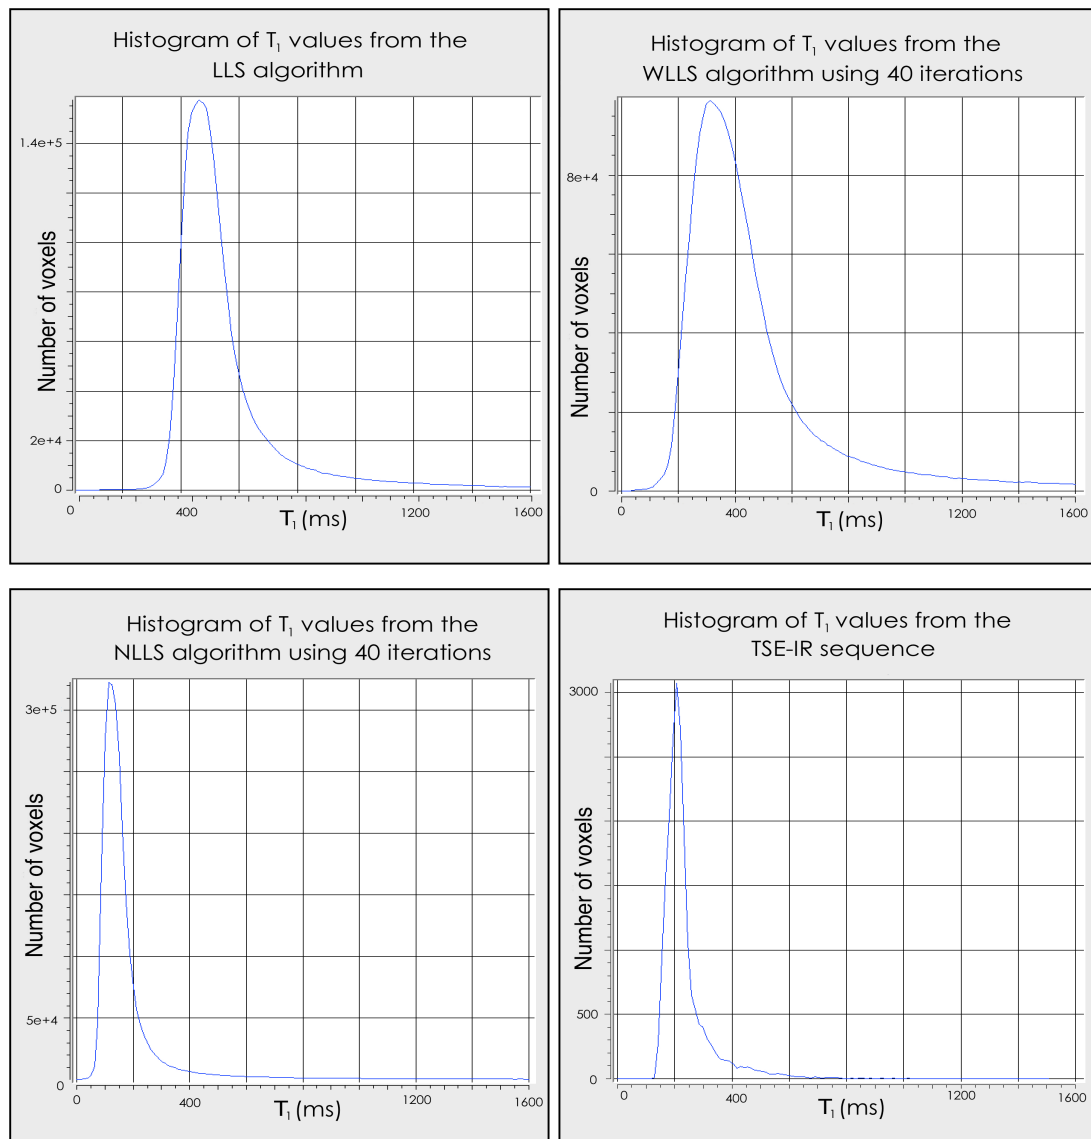 Histogram of T₁ values from the
LLS algorithm
1.4e+5
2e+4
0
Number of voxels
400
1200
1600
T₁ (ms)
Histogram of T₁ values from the
WLLS algorithm using 40 iterations
8e+4
0
Number of voxels
0
400
1200
1600
T₁ (ms)
Histogram of T₁ values from the
NLLS algorithm using 40 iterations
3e+5
5e+4
0
Number of voxels
0
400
1200
1600
T₁ (ms)
Histogram of T₁ values from the
TSE-IR sequence
3000
500
0
Number of voxels
0
400
1200
1600
T₁ (ms)